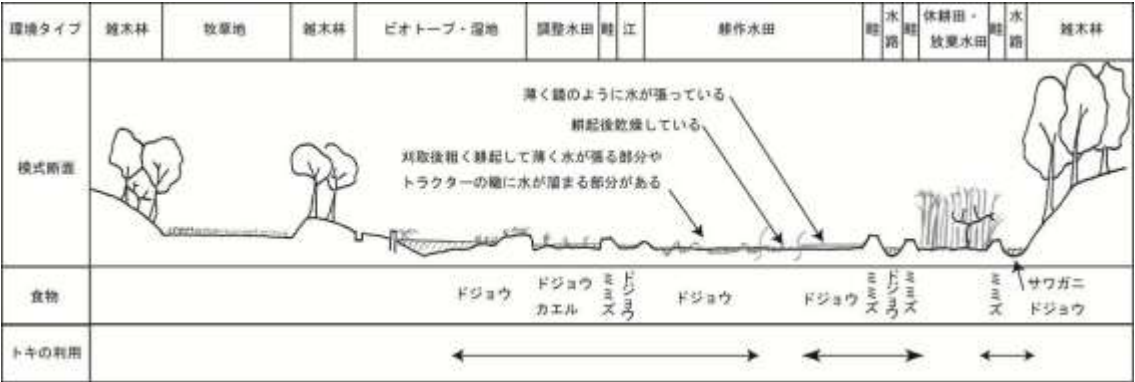 環境タイプ
雑木林
牧草地
雑木林
ビオトープ・湿地
調整水田
畦
江
耕作水田
畦
水路
畦
休耕田・
放棄水田
畦
水路
雑木林
模式断面
薄く鏡のように水が張っている
耕起後乾燥している
刈取後粗く耕起して薄く水が張る部分や
トラクターの轍に水が溜まる部分がある
食物
ドジョウ
ドジョウ
カエル
ミミズ
ドジョウ
ドジョウ
ドジョウ
ミミズ
ドジョウ
ミミズ
ミミズ
サワガニ
ドジョウ
トキの利用